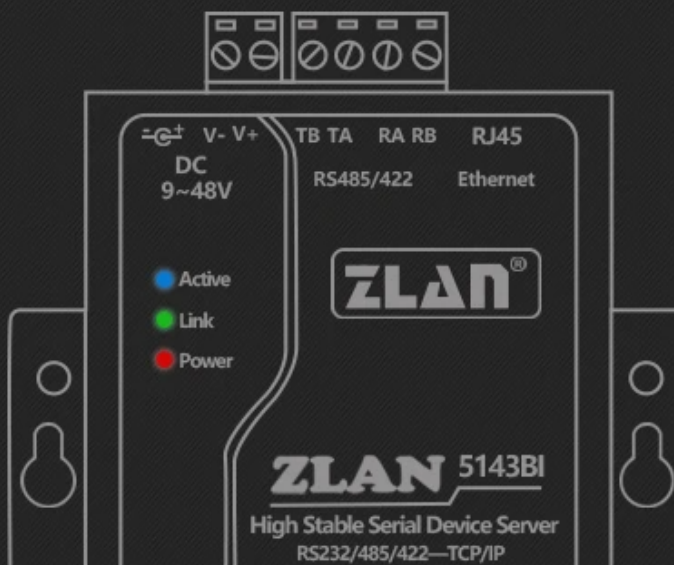 V- V+ TB TA RA RB RJ45
DC
9~48V
RS485/422 Ethernet
Active
Link
Power
ZLAN®
ZLAN 5143BI
High Stable Serial Device Server
RS232/485/422—TCP/IP